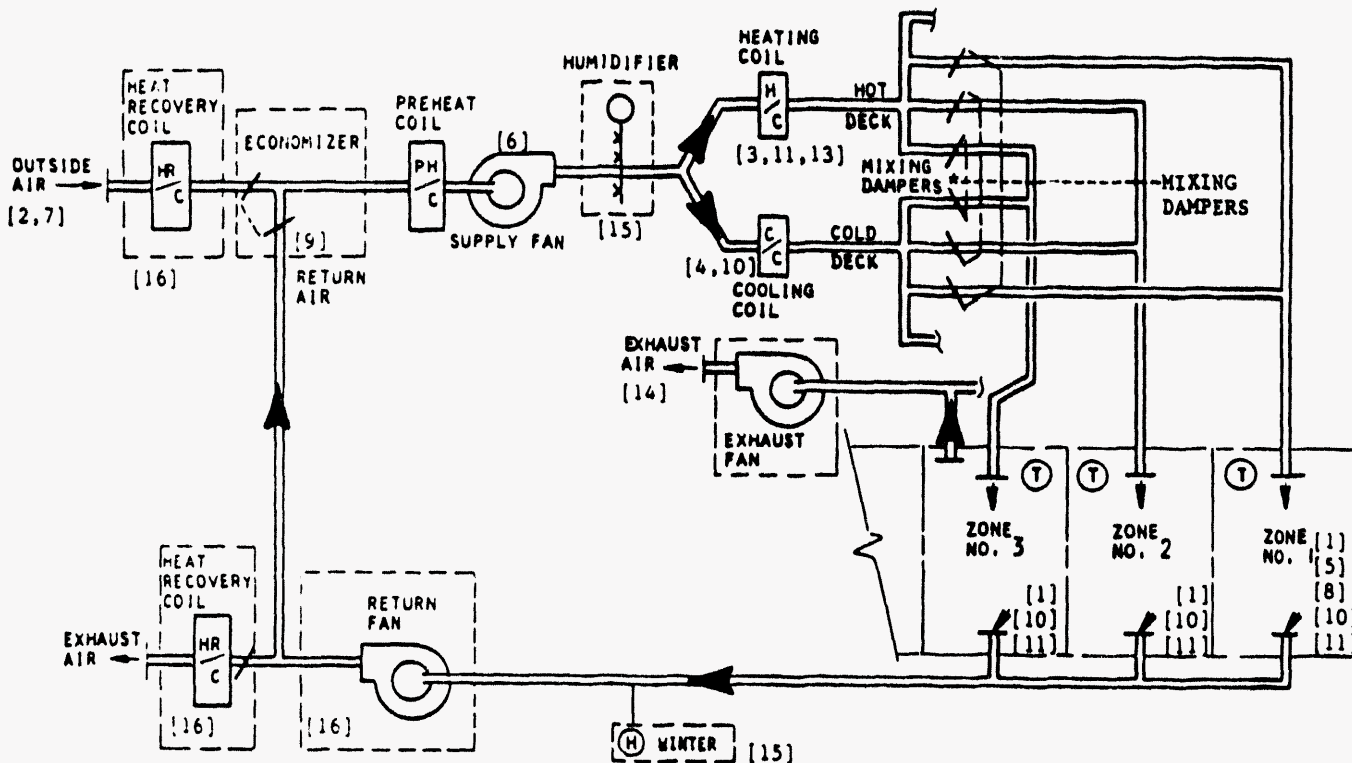 HEAT
RECOVERY
COIL
HR
C
OUTSIDE
AIR
[2,7]
[16]
ECONOMIZER
[9]
RETURN
AIR
PREHEAT
COIL
PH
C
[6]
SUPPLY FAN
HUMIDIFIER
[15]
HEATING
COIL
H
C
[3,11,13]
HOT
DECK
MIXING
DAMPERS *
MIXING
DAMPERS
[4,10]
C
C
COOLING
COIL
COLD
DECK
EXHAUST
AIR
[14]
EXHAUST
FAN
T
T
T
ZONE
NO. 3
[1]
[10]
[11]
ZONE
NO. 2
[1]
[10]
[11]
ZONE
NO. 1
[1]
[5]
[8]
[10]
[11]
HEAT
RECOVERY
COIL
HR
C
EXHAUST
AIR
[16]
RETURN
FAN
[16]
H WINTER
[15]